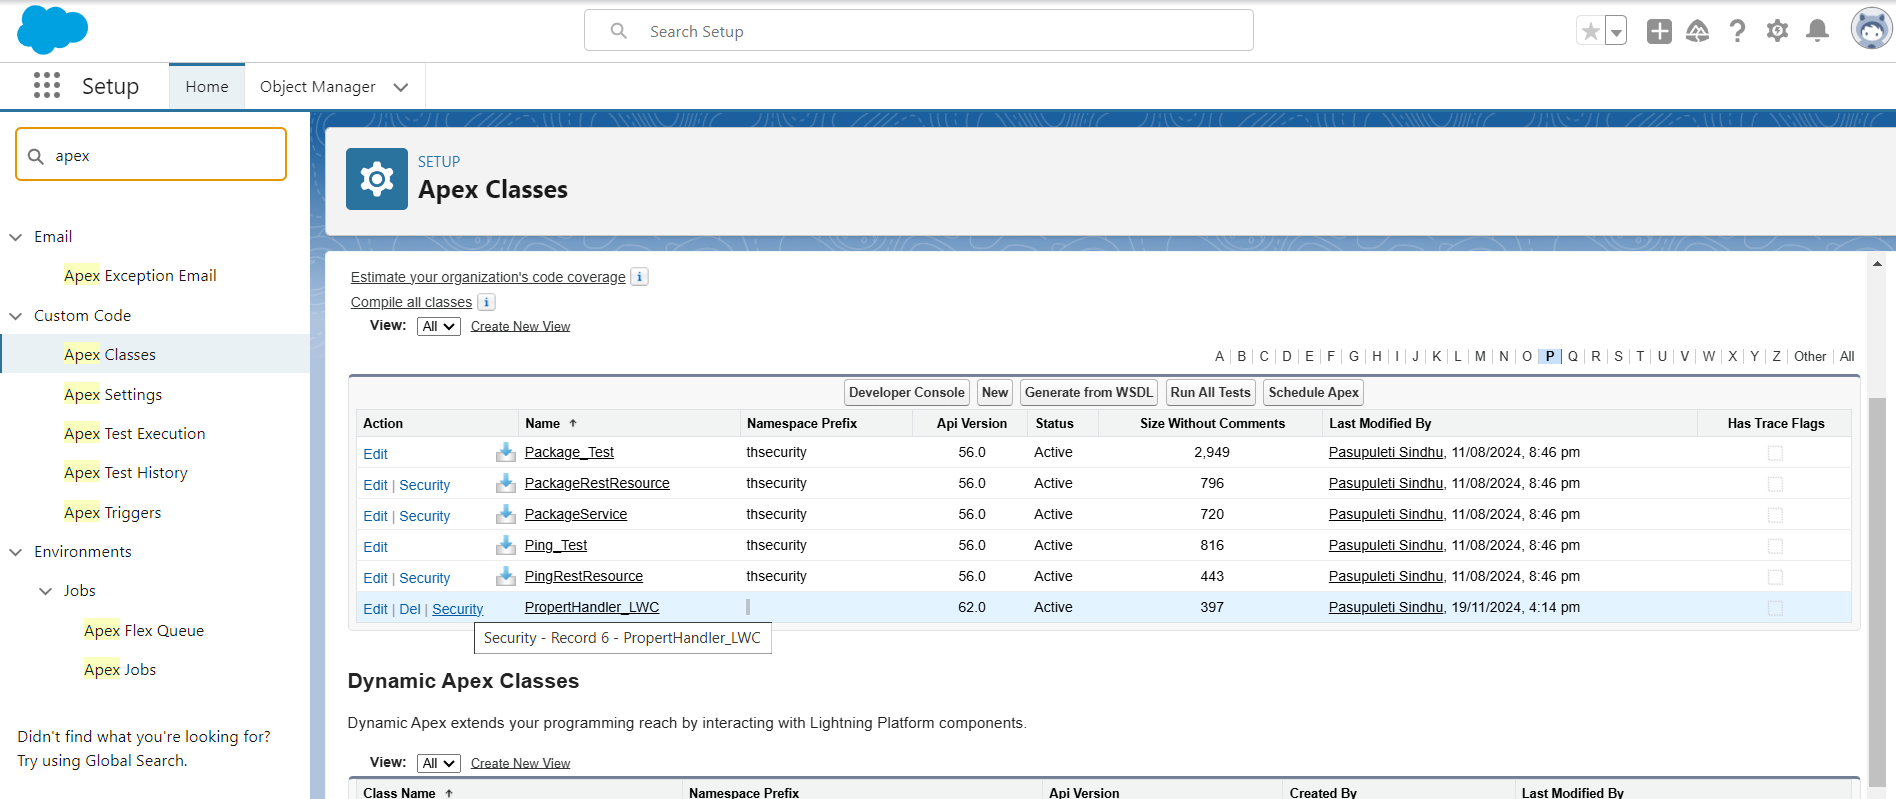 Search Setup
Setup
Home
Object Manager
apex
Email
Apex Exception Email
Custom Code
Apex Classes
Apex Settings
Apex Test Execution
Apex Test History
Apex Triggers
Environments
Jobs
Apex Flex Queue
Apex Jobs
Didn't find what you're looking for?
Try using Global Search.
SETUP
Apex Classes
Estimate your organization's code coverage i
Compile all classes i
View: All Create New View
A | B | C | D | E | F | G | H | I | J | K | L | M | N | O | P | Q | R | S | T | U | V | W | X | Y | Z | Other | All
Developer Console New Generate from WSDL Run All Tests Schedule Apex
Action Name Namespace Prefix Api Version Status Size Without Comments Last Modified By Has Trace Flags
Edit Package_Test thsecurity 56.0 Active 2,949 Pasupuleti Sindhu, 11/08/2024, 8:46 pm
Edit | Security PackageRestResource thsecurity 56.0 Active 796 Pasupuleti Sindhu, 11/08/2024, 8:46 pm
Edit | Security PackageService thsecurity 56.0 Active 720 Pasupuleti Sindhu, 11/08/2024, 8:46 pm
Edit Ping_Test thsecurity 56.0 Active 816 Pasupuleti Sindhu, 11/08/2024, 8:46 pm
Edit | Security PingRestResource thsecurity 56.0 Active 443 Pasupuleti Sindhu, 11/08/2024, 8:46 pm
Edit | Del | Security PropertHandler_LWC 62.0 Active 397 Pasupuleti Sindhu, 19/11/2024, 4:14 pm
Security - Record 6 - PropertHandler_LWC
Dynamic Apex Classes
Dynamic Apex extends your programming reach by interacting with Lightning Platform components.
View: All Create New View
Class Name Namespace Prefix Api Version Created By Last Modified By